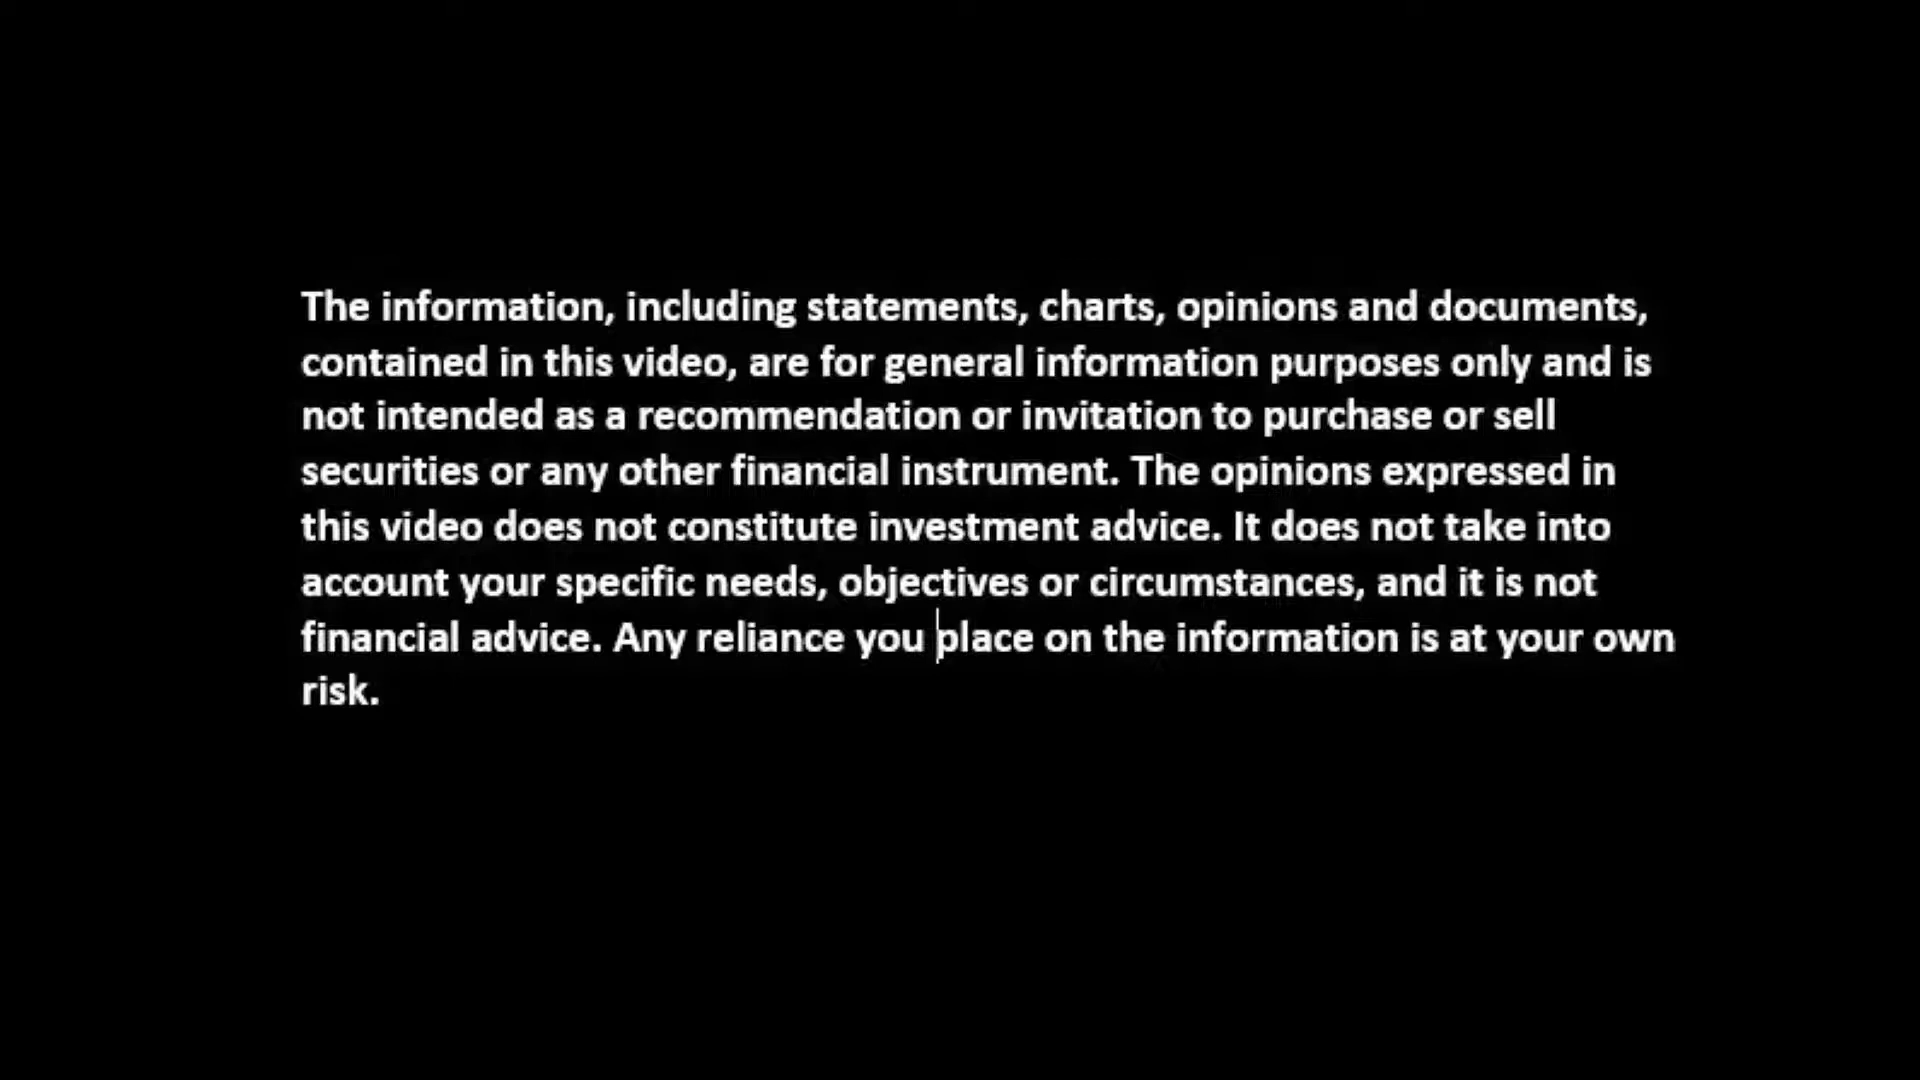 The information, including statements, charts, opinions and documents,
contained in this video, are for general information purposes only and is
not intended as a recommendation or invitation to purchase or sell
securities or any other financial instrument. The opinions expressed in
this video does not constitute investment advice. It does not take into
account your specific needs, objectives or circumstances, and it is not
financial advice. Any reliance you place on the information is at your own
risk.